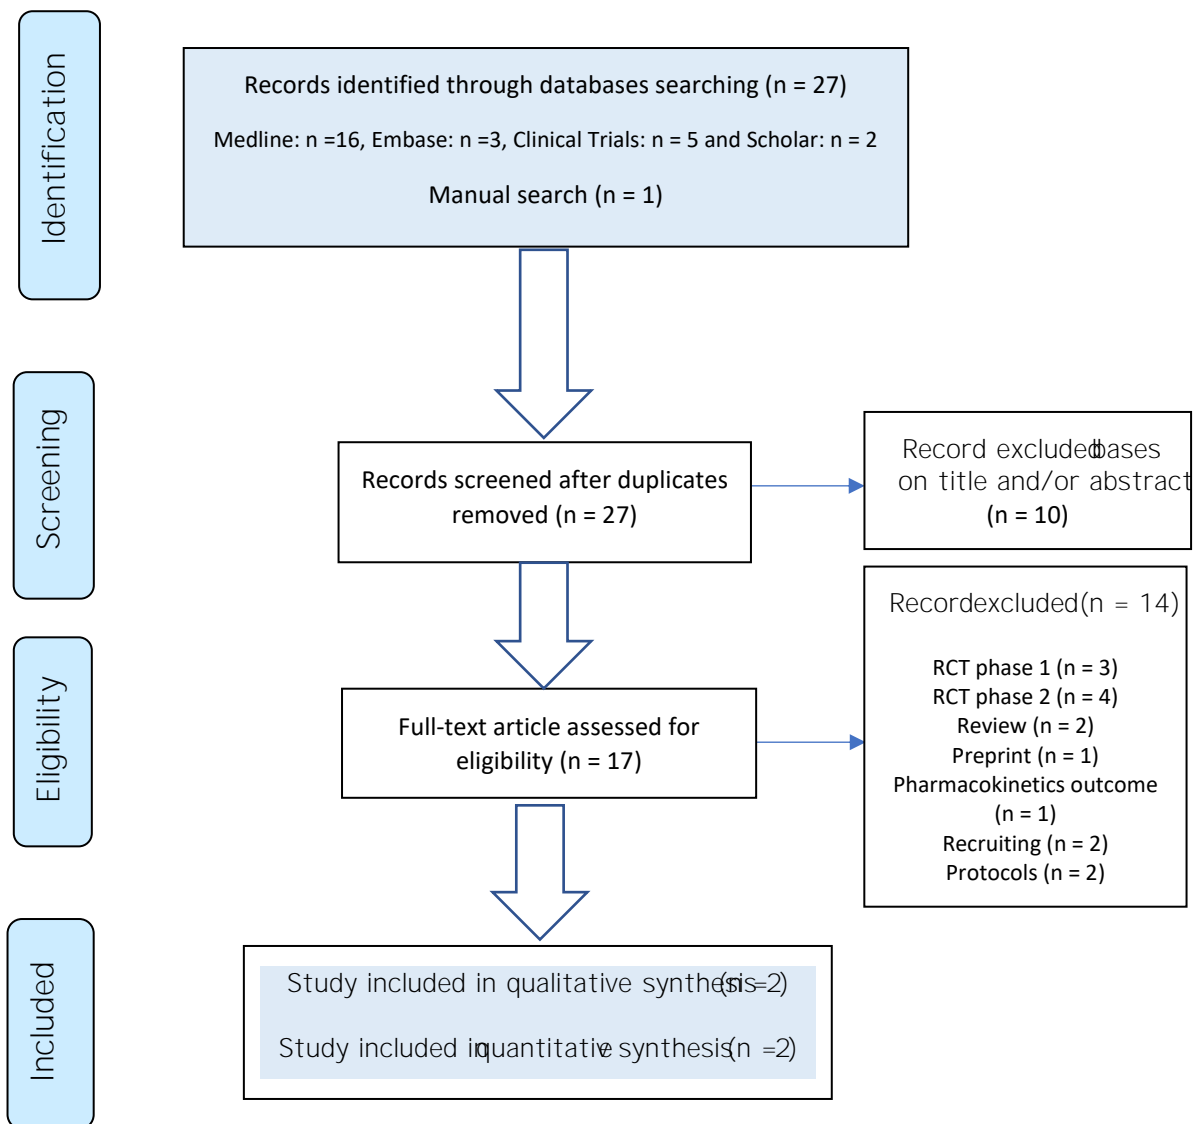 Identification
Records identified through databases searching (n = 27)
Medline: n =16, Embase: n =3, Clinical Trials: n = 5 and Scholar: n = 2
Manual search (n = 1)
Screening
Records screened after duplicates
removed (n = 27)
Record excludedbases
on title and/or abstract
(n = 10)
Eligibility
Full-text article assessed for
eligibility (n = 17)
Recordexcluded(n = 14)
RCT phase 1 (n = 3)
RCT phase 2 (n = 4)
Review (n = 2)
Preprint (n = 1)
Pharmacokinetics outcome
(n = 1)
Recruiting (n = 2)
Protocols (n = 2)
Included
Study included in qualitative synthesis(n =2)
Study included inquantitative synthesis(n =2)